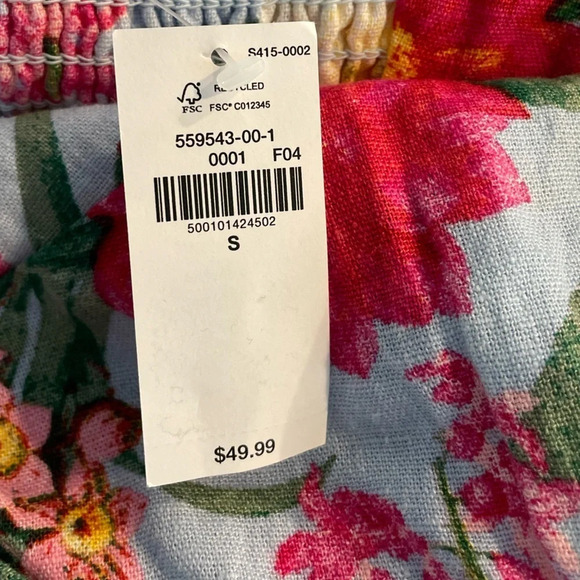 S415-0002
RECYCLED
FSC
FSC® C012345
559543-00-1
0001 F04
500101424502
S
$49.99